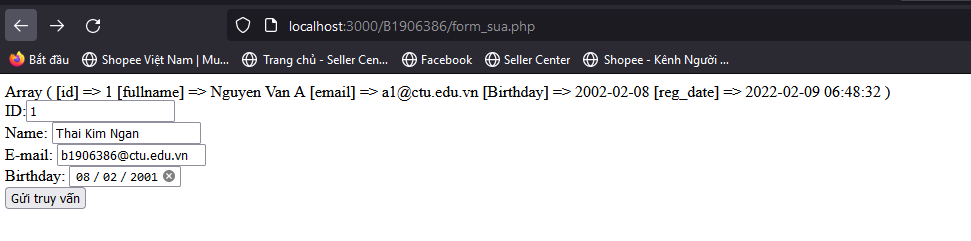 localhost:3000/B1906386/form_sua.php
Bắt đầu Shopee Việt Nam | Mu... Trang chủ - Seller Cen... Facebook Seller Center Shopee - Kênh Người ...
Array ( [id] => 1 [fullname] => Nguyen Van A [email] => a1@ctu.edu.vn [Birthday] => 2002-02-08 [reg_date] => 2022-02-09 06:48:32 )
ID: 1
Name: Thai Kim Ngan
E-mail: b1906386@ctu.edu.vn
Birthday: 08 / 02 / 2001
Gửi truy vấn